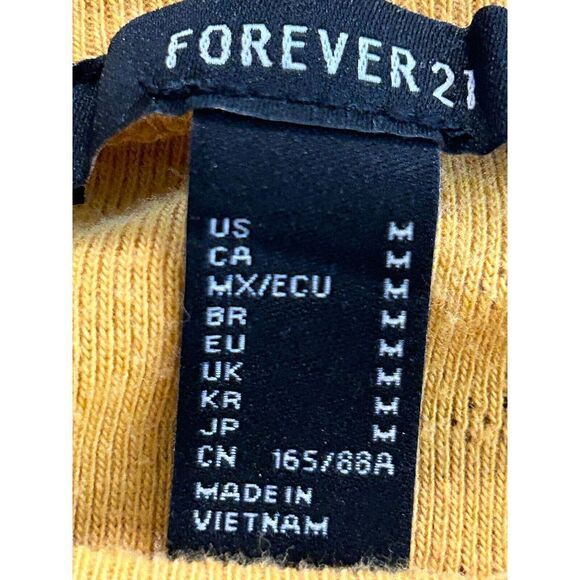 FOREVER 21
US M
CA M
MX/ECU M
BR M
EU M
UK M
KR M
JP M
CN 165/88A
MADE IN
VIETNAM